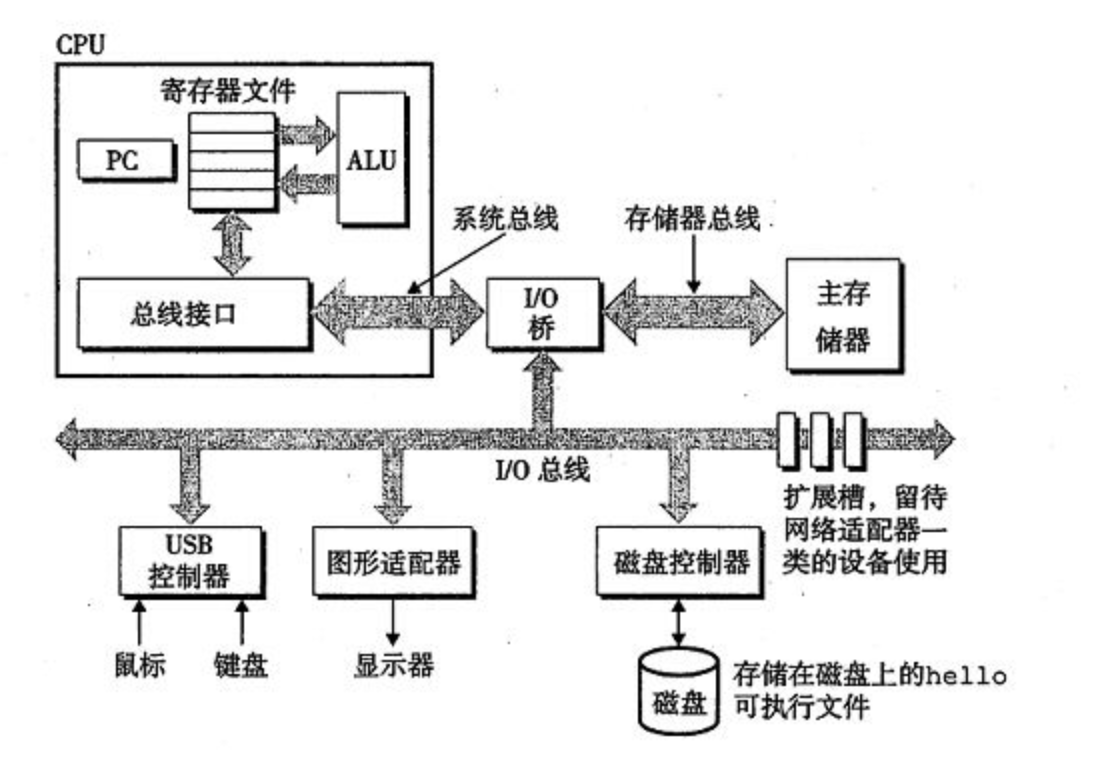 CPU
寄存器文件
PC
ALU
系统总线
存储器总线
总线接口
I/O
桥
主存
储器
I/O 总线
扩展槽，留待
网络适配器一
类的设备使用
USB
控制器
图形适配器
磁盘控制器
鼠标
键盘
显示器
磁盘
存储在磁盘上的hello
可执行文件